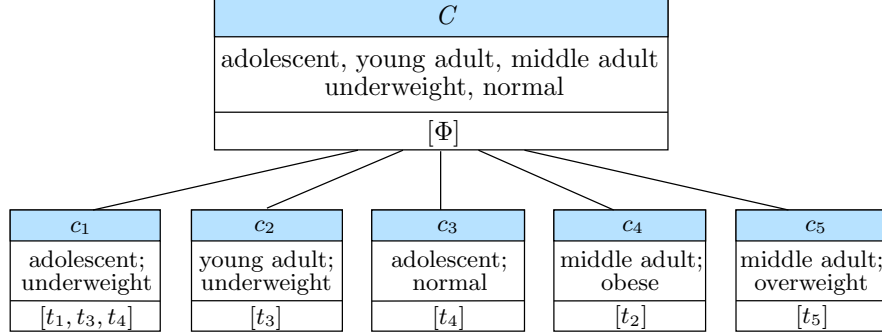 C
adolescent, young adult, middle adult
underweight, normal
[Φ]
c₁
adolescent;
underweight
[t₁, t₃, t₄]
c₂
young adult;
underweight
[t₃]
c₃
adolescent;
normal
[t₄]
c₄
middle adult;
obese
[t₂]
c₅
middle adult;
overweight
[t₅]